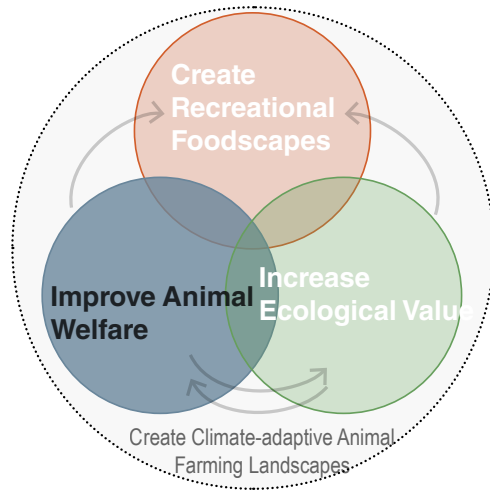 Create
Recreational
Foodscapes
Improve Animal
Welfare
Increase
Ecological Value
Create Climate-adaptive Animal
Farming Landscapes